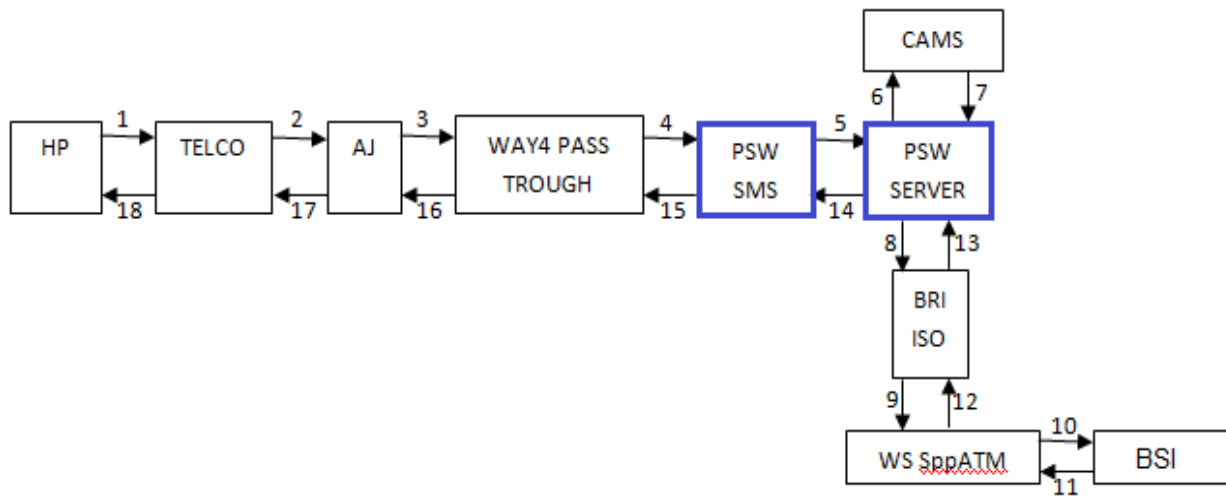 CAMS
6
7
1
2
3
4
5
HP
TELCO
AJ
WAY4 PASS
TROUGH
PSW
SMS
PSW
SERVER
18
17
16
15
14
8
13
BRI
ISO
9
12
10
WS SppATM
BSI
11